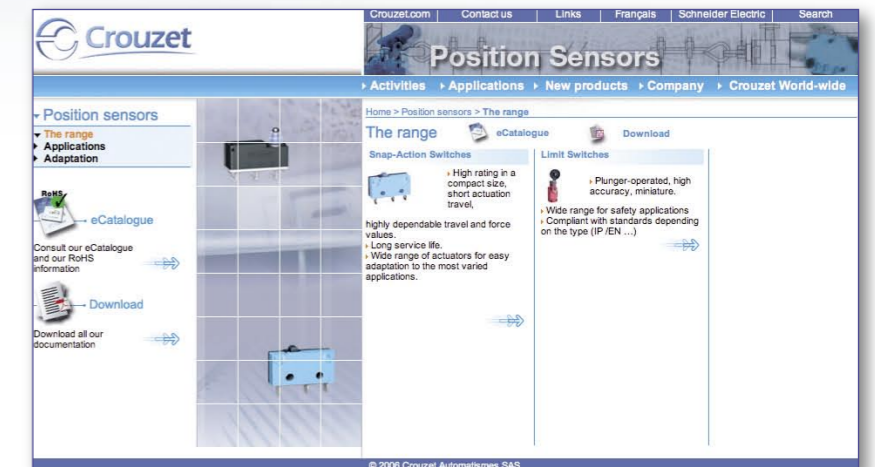 Crouzet.com | Contact us | Links | Français | Schneider Electric | Search
Crouzet
Position Sensors
Activities Applications New products Company Crouzet World-wide
Position sensors
The range
Applications
Adaptation
RoHS
eCatalogue
Consult our eCatalogue
and our RoHS
information
Download
Download all our
documentation
Home > Position sensors > The range
The range eCatalogue Download
Snap-Action Switches
High rating in a
compact size,
short actuation
travel,
highly dependable travel and force
values.
Long service life.
Wide range of actuators for easy
adaptation to the most varied
applications.
Limit Switches
Plunger-operated, high
accuracy, miniature.
Wide range for safety applications
Compliant with standards depending
on the type (IP /EN ...)
© 2006 Crouzet Automatismes SAS